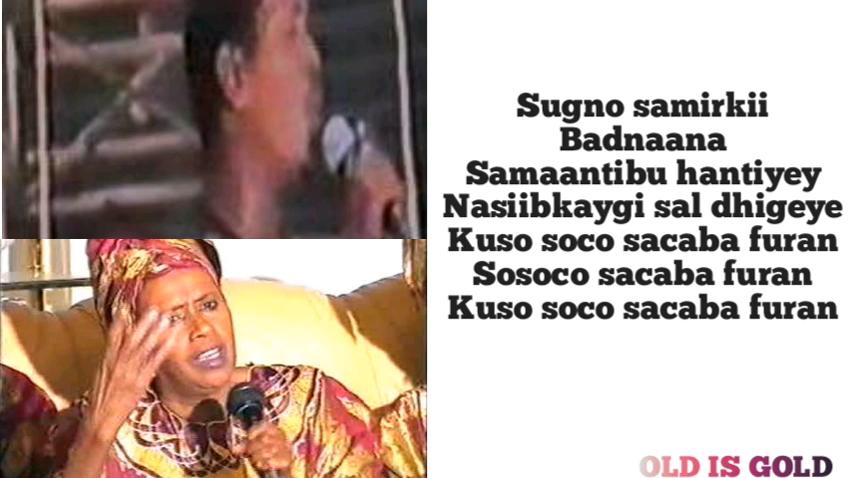 Sugno samirkii
Badnaana
Samaantibu hantiyey
Nasiibkaygi sal dhigeye
Kuso soco sacaba furan
Sosoco sacaba furan
Kuso soco sacaba furan
OLD IS GOLD